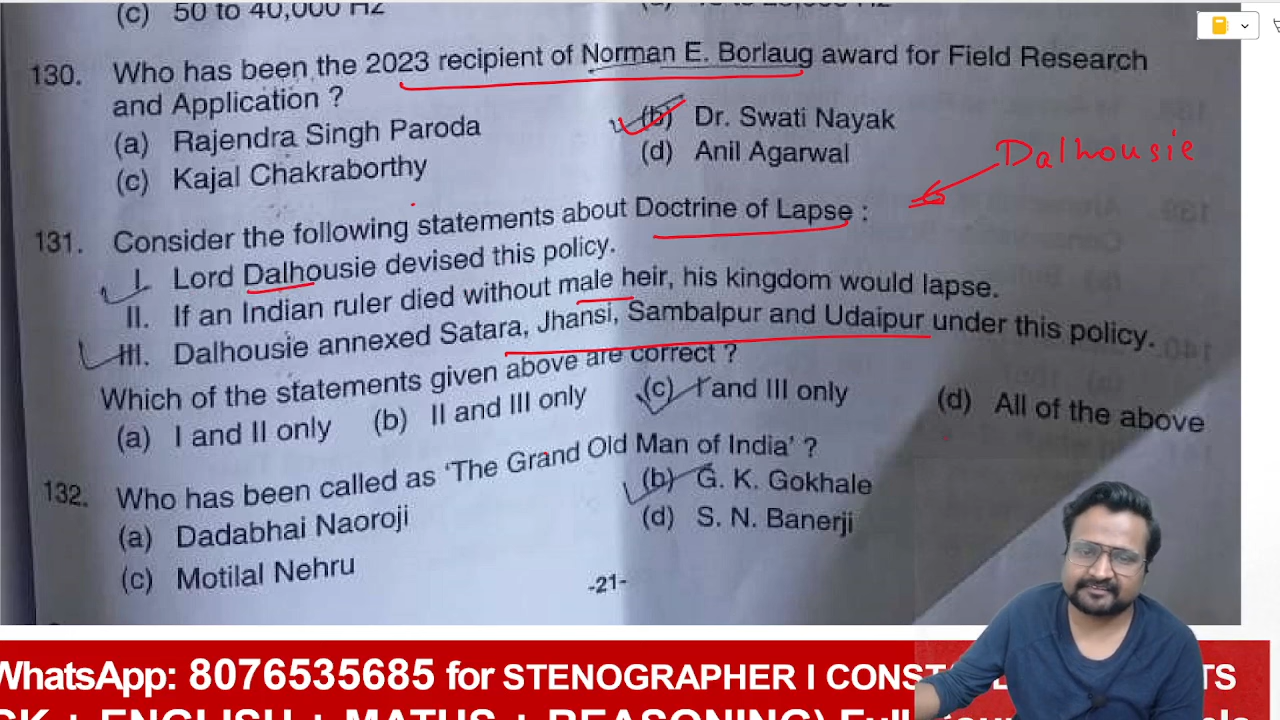 (c) 50 to 40,000 Hz
130. Who has been the 2023 recipient of Norman E. Borlaug award for Field Research
and Application ?
(a) Rajendra Singh Paroda (b) Dr. Swati Nayak
(c) Kajal Chakraborthy (d) Anil Agarwal
Dalhousie
131. Consider the following statements about Doctrine of Lapse :
I. Lord Dalhousie devised this policy.
II. If an Indian ruler died without male heir, his kingdom would lapse.
III. Dalhousie annexed Satara, Jhansi, Sambalpur and Udaipur under this policy.
Which of the statements given above are correct ?
(a) I and II only (b) II and III only (c) I and III only (d) All of the above
132. Who has been called as ‘The Grand Old Man of India’ ?
(a) Dadabhai Naoroji (b) G. K. Gokhale
(c) Motilal Nehru (d) S. N. Banerji
-21-
WhatsApp: 8076535685 for STENOGRAPHER I
+ ENGLISH + MATHS + REASONING)